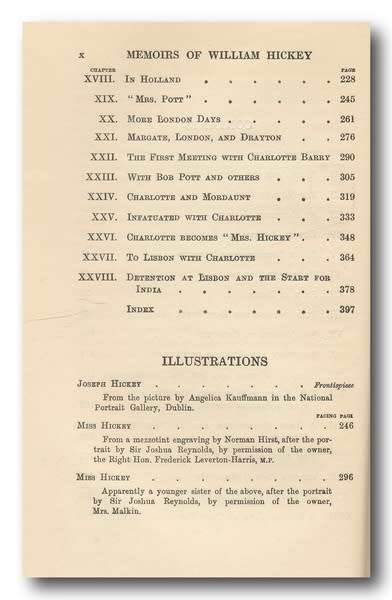 x MEMOIRS OF WILLIAM HICKEY
CHAPTER PAGE
XVIII. IN HOLLAND . . . . . . 228
XIX. "MRS. POTT" . . . . . . 245
XX. MORE LONDON DAYS . . . . . 261
XXI. MARGATE, LONDON, AND DRAYTON . . 276
XXII. THE FIRST MEETING WITH CHARLOTTE BARRY 290
XXIII. WITH BOB POTT AND OTHERS . . . 305
XXIV. CHARLOTTE AND MORDAUNT . . . 319
XXV. INFATUATED WITH CHARLOTTE . . . 333
XXVI. CHARLOTTE BECOMES "MRS. HICKEY" . . 348
XXVII. TO LISBON WITH CHARLOTTE . . . 364
XXVIII. DETENTION AT LISBON AND THE START FOR
INDIA . . . . . . 378
INDEX . . . . . . 397
ILLUSTRATIONS
JOSEPH HICKEY . . . . . . . Frontispiece
From the picture by Angelica Kauffmann in the National
Portrait Gallery, Dublin.
FACING PAGE
MISS HICKEY . . . . . . . . 246
From a mezzotint engraving by Norman Hirst, after the por-
trait by Sir Joshua Reynolds, by permission of the owner,
the Right Hon. Frederick Leverton-Harris, M.P.
MISS HICKEY . . . . . . . . 296
Apparently a younger sister of the above, after the portrait
by Sir Joshua Reynolds, by permission of the owner,
Mrs. Malkin.